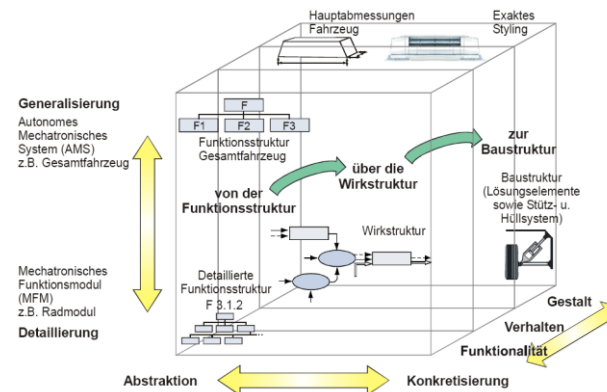 Hauptabmessungen
Fahrzeug
Exaktes
Styling
Generalisierung
Autonomes
Mechatronisches
System (AMS)
z.B. Gesamtfahrzeug
F
F1 F2 F3
Funktionsstruktur
Gesamtfahrzeug
von der
Funktionsstruktur
über die
Wirkstruktur
zur
Baustruktur
Baustruktur
(Lösungselemente
sowie Stütz- u.
Hüllsystem)
Wirkstruktur
Mechatronisches
Funktionsmodul
(MFM)
z.B. Radmodul
Detaillierung
Detaillierte
Funktionsstruktur
F 3.1.2
Gestalt
Verhalten
Funktionalität
Abstraktion
Konkretisierung